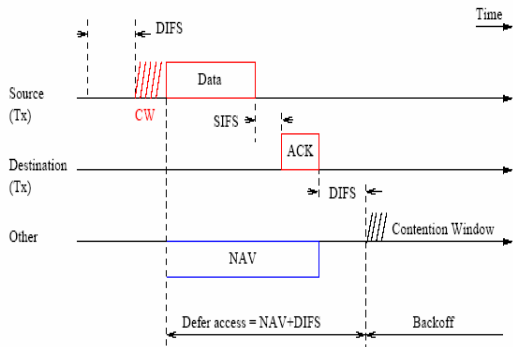 Time
DIFS
Data
Source
(Tx)
CW
SIFS
ACK
Destination
(Tx)
DIFS
Other
Contention Window
NAV
Defer access = NAV+DIFS
Backoff